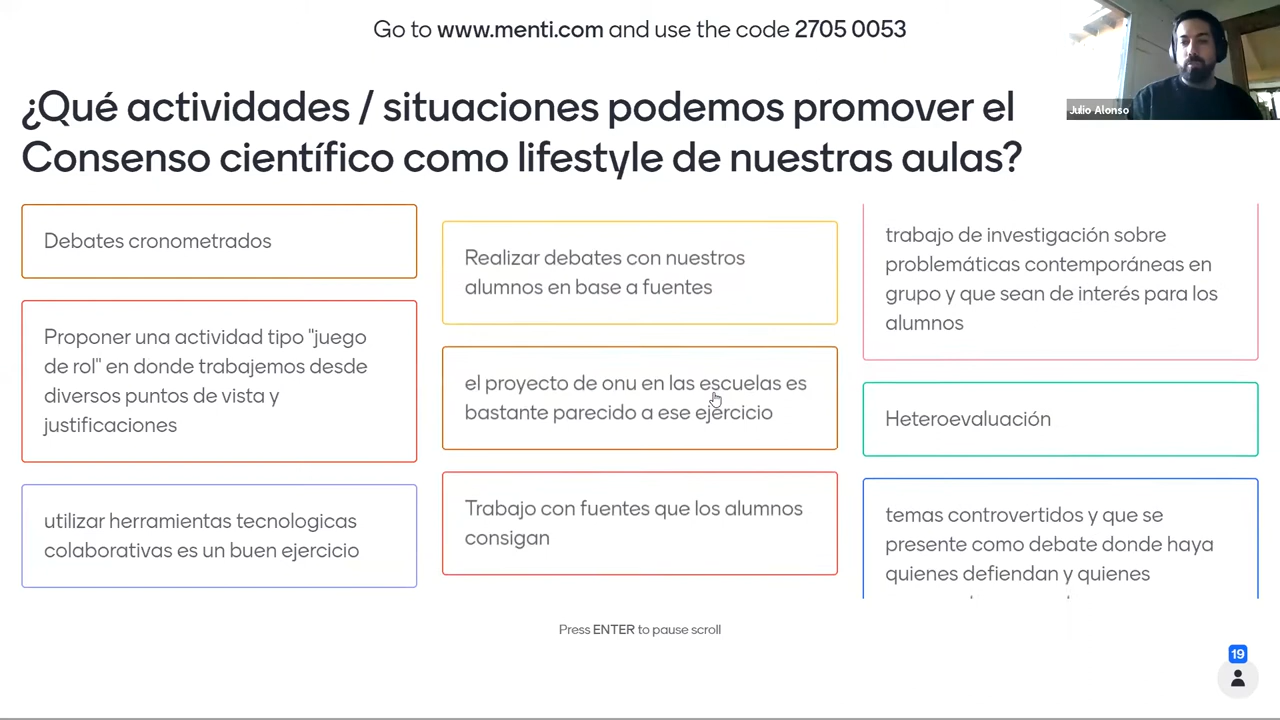 Go to www.menti.com and use the code 2705 0053
Julio Alonso
¿Qué actividades / situaciones podemos promover el
Consenso científico como lifestyle de nuestras aulas?
Debates cronometrados
Proponer una actividad tipo "juego
de rol" en donde trabajemos desde
diversos puntos de vista y
justificaciones
utilizar herramientas tecnologicas
colaborativas es un buen ejercicio
Realizar debates con nuestros
alumnos en base a fuentes
el proyecto de onu en las escuelas es
bastante parecido a ese ejercicio
Trabajo con fuentes que los alumnos
consigan
trabajo de investigación sobre
problemáticas contemporáneas en
grupo y que sean de interés para los
alumnos
Heteroevaluación
temas controvertidos y que se
presente como debate donde haya
quienes defiendan y quienes
Press ENTER to pause scroll
19